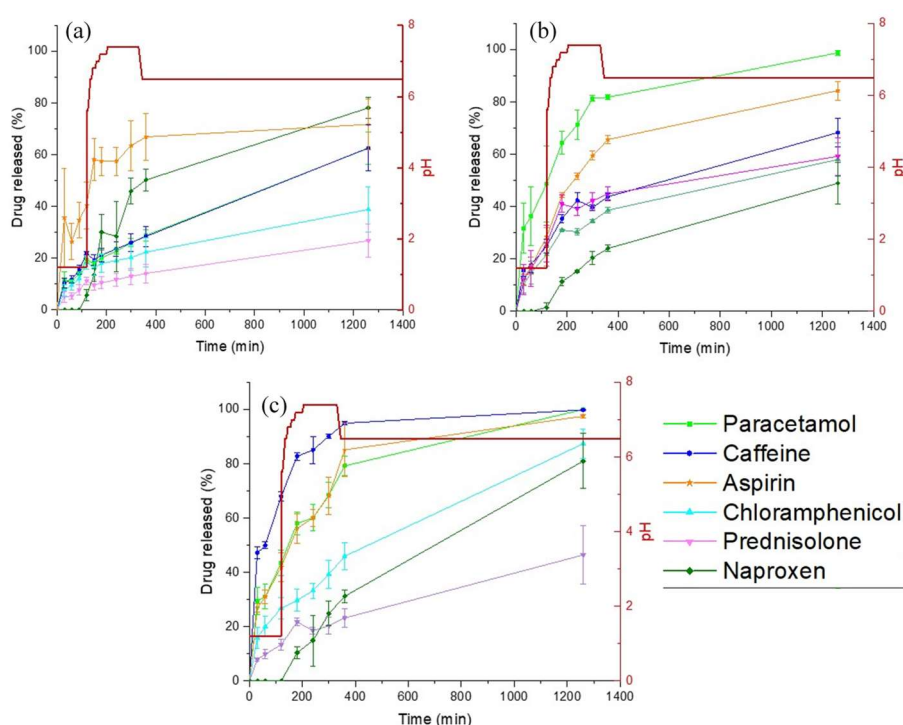 (a)
Drug released (%)
0
20
40
60
80
100
0 200 400 600 800 1000 1200 1400
Time (min)
0
2
4
6
8
pH
(b)
Drug released (%)
0
20
40
60
80
100
0 200 400 600 800 1000 1200 1400
Time (min)
0
2
4
6
8
pH
(c)
Drug released (%)
0
20
40
60
80
100
0 200 400 600 800 1000 1200 1400
Time (min)
0
2
4
6
8
pH
Paracetamol
Caffeine
Aspirin
Chloramphenicol
Prednisolone
Naproxen